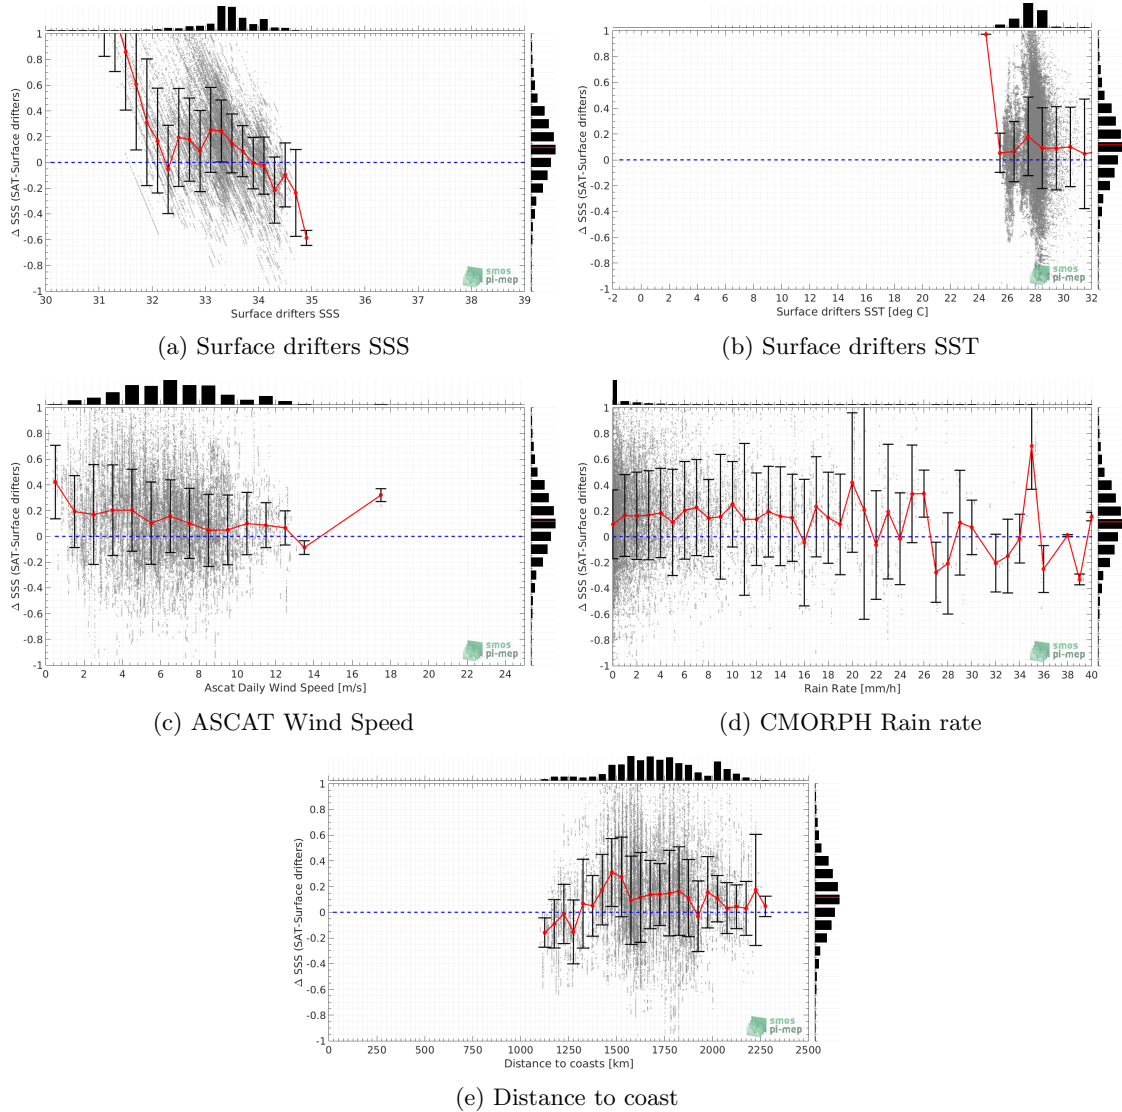 Δ SSS (SAT-Surface drifters)
1
0.8
0.6
0.4
0.2
0
-0.2
-0.4
-0.6
-0.8
-1
30 31 32 33 34 35 36 37 38 39
Surface drifters SSS
smos
pi-mep
(a) Surface drifters SSS
Δ SSS (SAT-Surface drifters)
1
0.8
0.6
0.4
0.2
0
-0.2
-0.4
-0.6
-0.8
-1
-2 0 2 4 6 8 10 12 14 16 18 20 22 24 26 28 30 32
Surface drifters SST [deg C]
smos
pi-mep
(b) Surface drifters SST
Δ SSS (SAT-Surface drifters)
1
0.8
0.6
0.4
0.2
0
-0.2
-0.4
-0.6
-0.8
-1
0 2 4 6 8 10 12 14 16 18 20 22 24
Ascat Daily Wind Speed [m/s]
smos
pi-mep
(c) ASCAT Wind Speed
Δ SSS (SAT-Surface drifters)
1
0.8
0.6
0.4
0.2
0
-0.2
-0.4
-0.6
-0.8
-1
0 2 4 6 8 10 12 14 16 18 20 22 24 26 28 30 32 34 36 38 40
Rain Rate [mm/h]
smos
pi-mep
(d) CMORPH Rain rate
Δ SSS (SAT-Surface drifters)
1
0.8
0.6
0.4
0.2
0
-0.2
-0.4
-0.6
-0.8
-1
0 250 500 750 1000 1250 1500 1750 2000 2250 2500
Distance to coasts [km]
smos
pi-mep
(e) Distance to coast